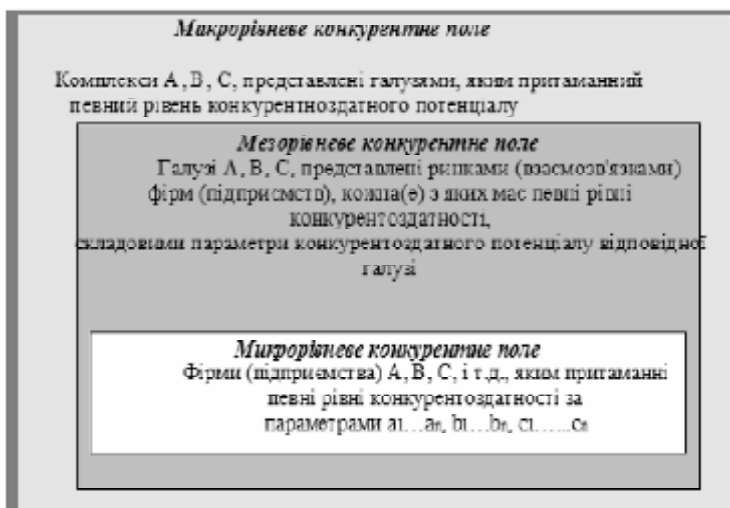 Макрорівневе конкурентне поле
Комплекси А, В, С, представлені галузями, яким притаманний
певний рівень конкурентноздатного потенціалу
Мезорівневе конкурентне поле
Галузі А, В, С, представлені ринками (взаємозв'язками)
фірм (підприємств), кожна(е) з яких має певні рівні
конкурентоздатності,
складовими параметри конкурентоздатного потенціалу відповідної
галузі
Микрорівневе конкурентне поле
Фірми (підприємства) А, В, С, і т.д., яким притаманні
певні рівні конкурентоздатності за
параметрами a1…an, b1…bn, c1…...cn